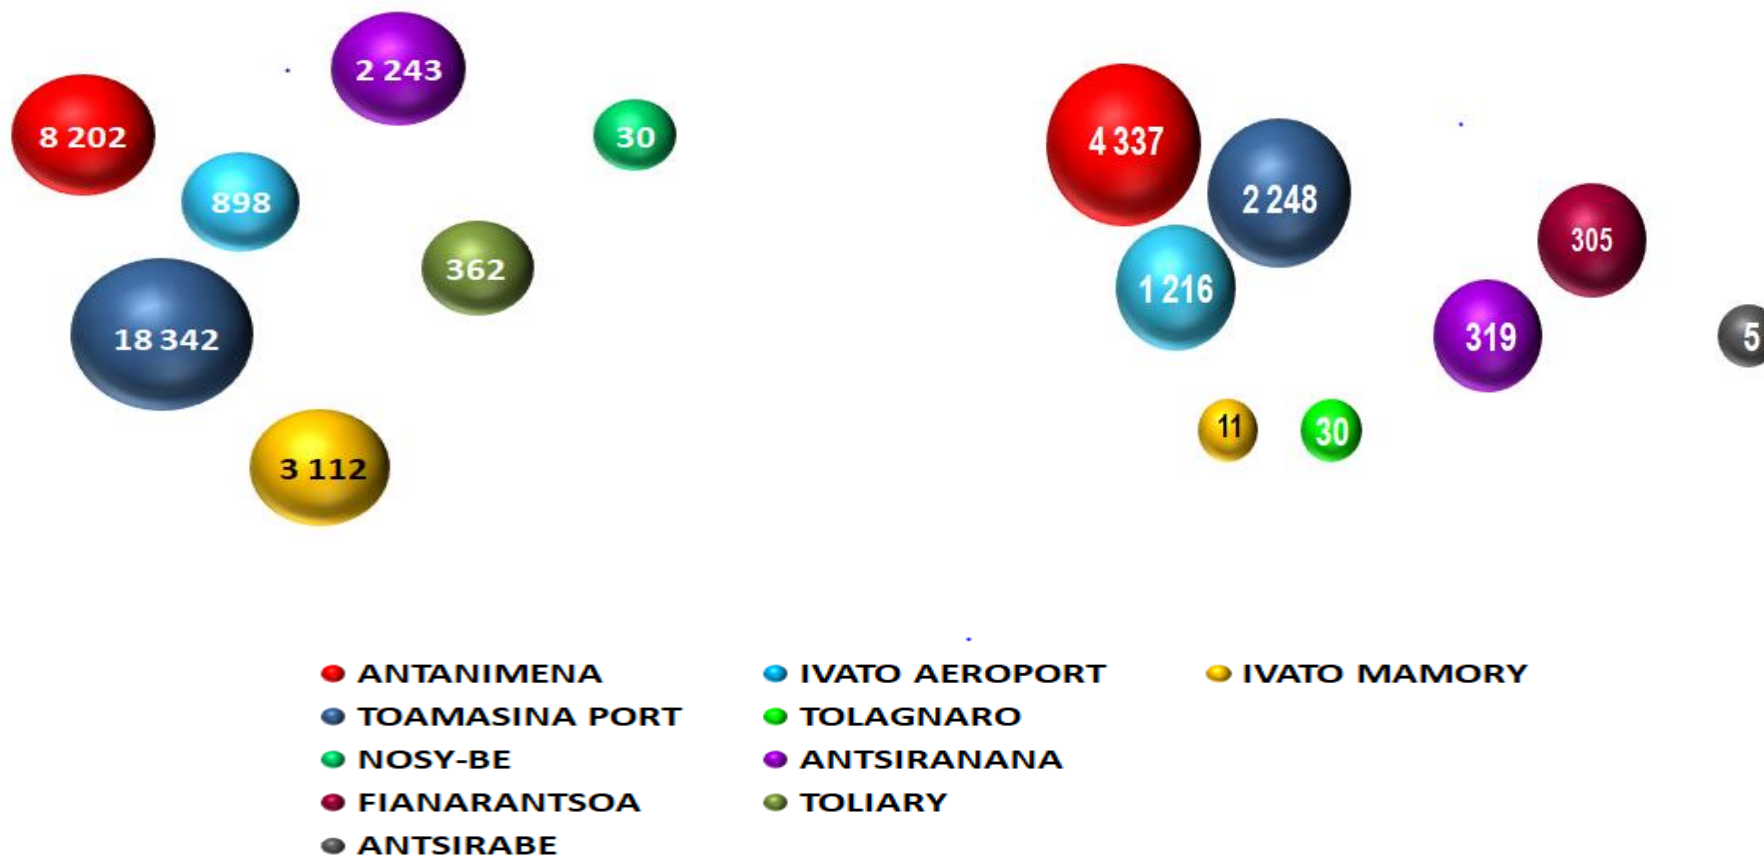 2 243
8 202
30
898
362
18 342
3 112
4 337
2 248
1 216
305
319
5
11
30
ANTANIMENA
IVATO AEROPORT
IVATO MAMORY
TOAMASINA PORT
TOLAGNARO
NOSY-BE
ANTSIRANANA
FIANARANTSOA
TOLIARY
ANTSIRABE